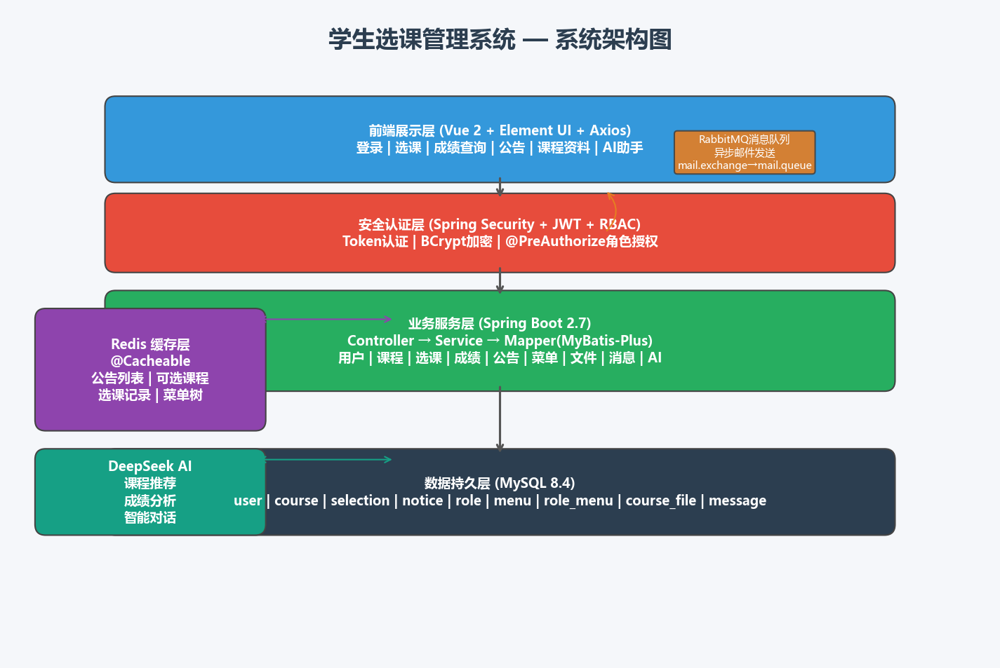 学生选课管理系统 — 系统架构图
前端展示层 (Vue 2 + Element UI + Axios)
登录 | 选课 | 成绩查询 | 公告 | 课程资料 | AI助手
RabbitMQ消息队列
异步邮件发送
mail.exchange→mail.queue
安全认证层 (Spring Security + JWT + RBAC)
Token认证 | BCrypt加密 | @PreAuthorize角色授权
业务服务层 (Spring Boot 2.7)
Controller → Service → Mapper(MyBatis-Plus)
用户 | 课程 | 选课 | 成绩 | 公告 | 菜单 | 文件 | 消息 | AI
Redis 缓存层
@Cacheable
公告列表 | 可选课程
选课记录 | 菜单树
DeepSeek AI
课程推荐
成绩分析
智能对话
数据持久层 (MySQL 8.4)
user | course | selection | notice | role | menu | role_menu | course_file | message